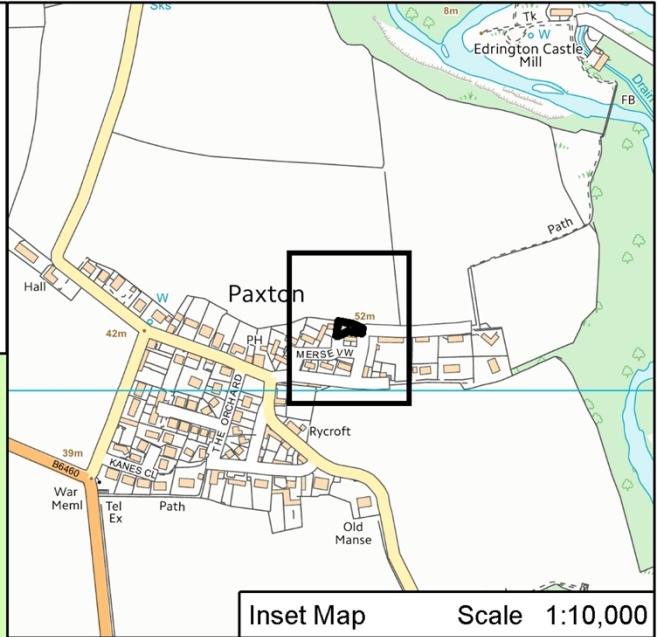 Sks
8m
Tk
W
Edrington Castle
Mill
Drain
FB
Path
Hall
W
Paxton
52m
42m
PH
MERSE VW
THE ORCHARD
Rycroft
39m
B6460
KANES CL
War
Meml
Tel
Ex
Path
Old
Manse
Inset Map Scale 1:10,000